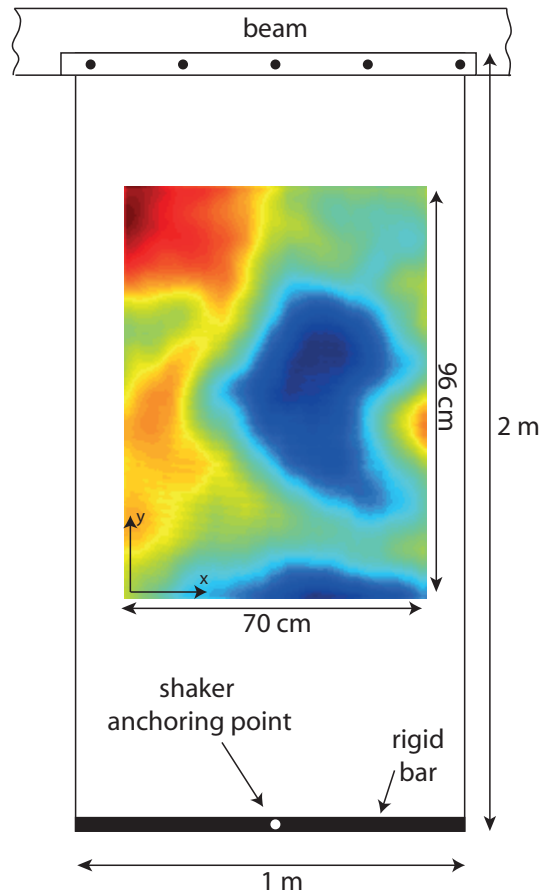 beam
96 cm
2 m
y
x
70 cm
shaker
anchoring point
rigid
bar
1 m